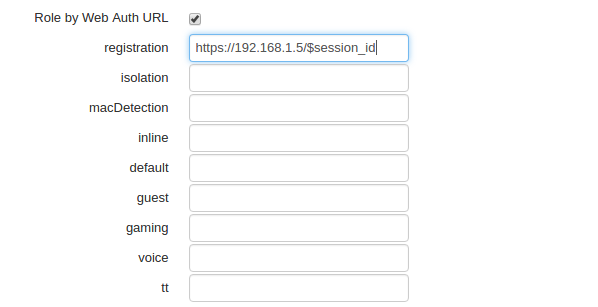 Role by Web Auth URL
registration https://192.168.1.5/$session_id
isolation
macDetection
inline
default
guest
gaming
voice
tt